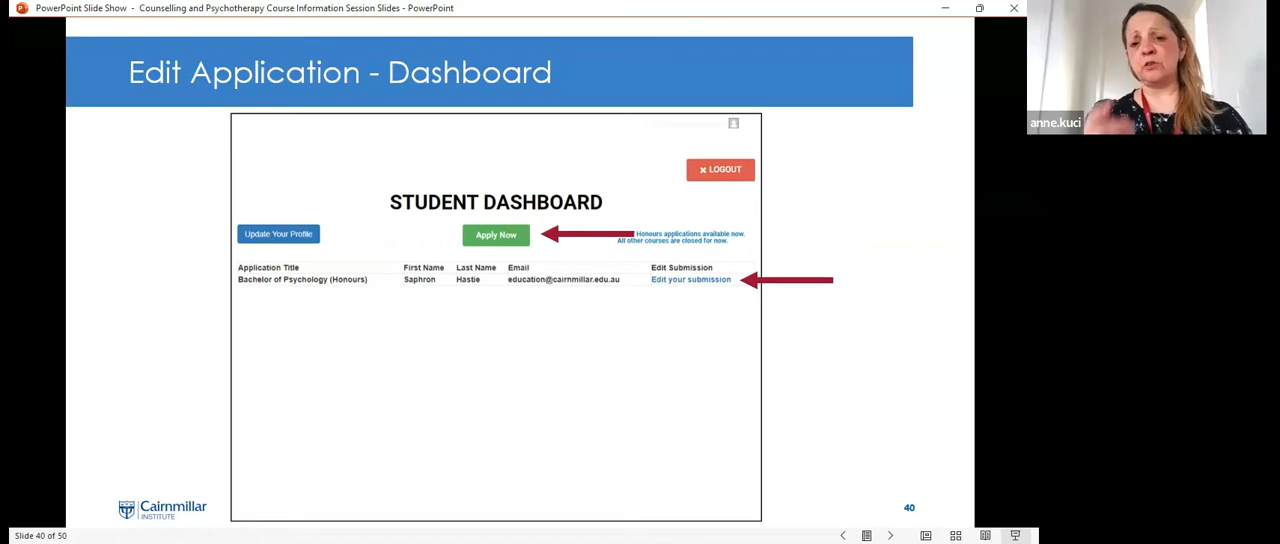 PowerPoint Slide Show - Counselling and Psychotherapy Course Information Session Slides - PowerPoint
Edit Application - Dashboard
anne.kuci
LOGOUT
STUDENT DASHBOARD
Update Your Profile
Apply Now
Honours applications available now.
All other courses are closed for now.
Application Title First Name Last Name Email Edit Submission
Bachelor of Psychology (Honours) Saphron Hastie education@cairnmillar.edu.au Edit your submission
Cairnmillar
INSTITUTE
40
Slide 40 of 50